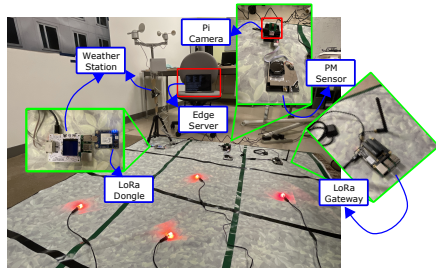 Pi
Camera
Weather
Station
PM
Sensor
Edge
Server
LoRa
Dongle
LoRa
Gateway